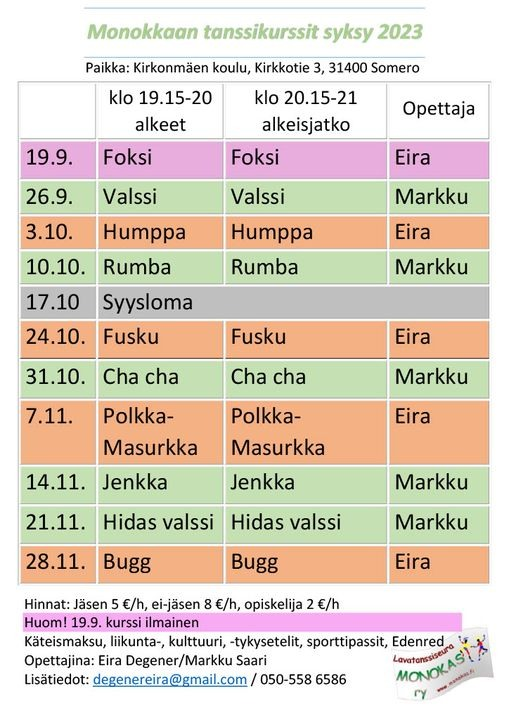 Monokkaan tanssikurssit syksy 2023
Paikka: Kirkonmäen koulu, Kirkkotie 3, 31400 Somero
klo 19.15-20 alkeet klo 20.15-21 alkeisjatko Opettaja
19.9. Foksi Foksi Eira
26.9. Valssi Valssi Markku
3.10. Humppa Humppa Eira
10.10. Rumba Rumba Markku
17.10 Syysloma
24.10. Fusku Fusku Eira
31.10. Cha cha Cha cha Markku
7.11. Polkka-Masurkka Polkka-Masurkka Eira
14.11. Jenkka Jenkka Markku
21.11. Hidas valssi Hidas valssi Markku
28.11. Bugg Bugg Eira
Hinnat: Jäsen 5 €/h, ei-jäsen 8 €/h, opiskelija 2 €/h
Huom! 19.9. kurssi ilmainen
Käteismaksu, liikunta-, kulttuuri, -tykysetelit, sporttipassit, Edenred
Opettajina: Eira Degener/Markku Saari
Lisätiedot: degenereira@gmail.com / 050-558 6586
Lavatanssiseura
MONOKAS
ry
www.monokas.fi